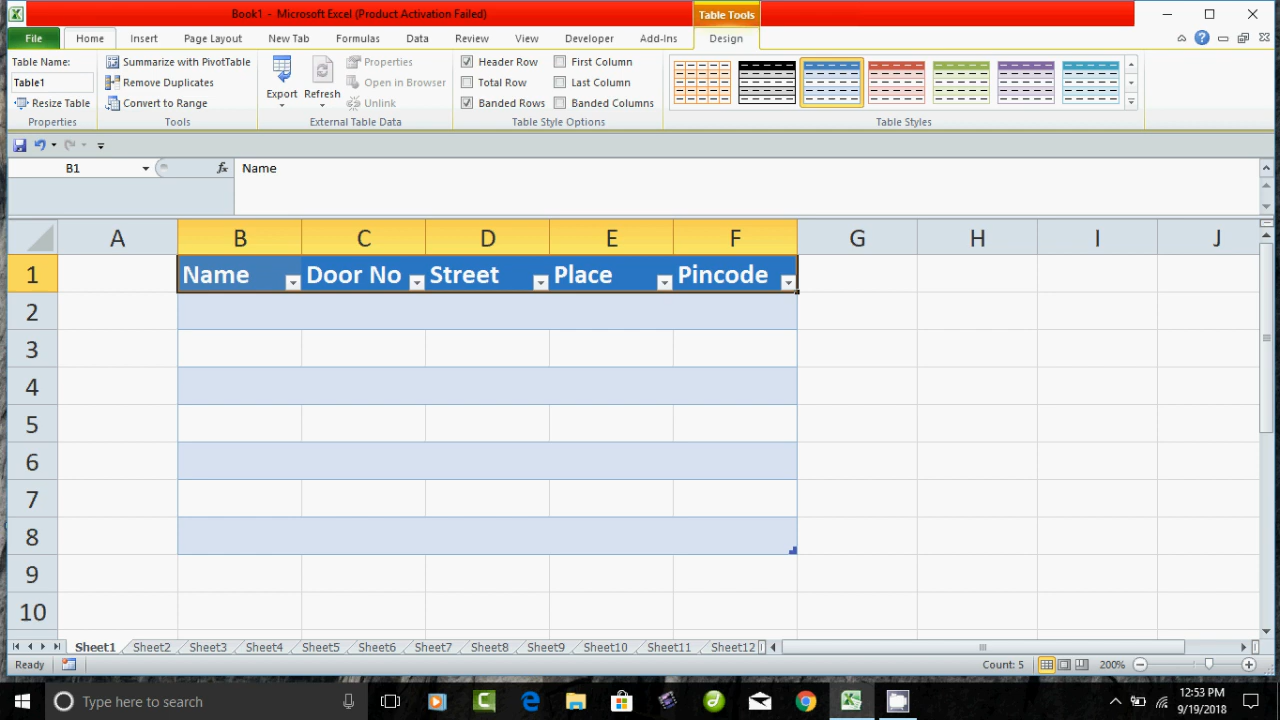 Book1 - Microsoft Excel (Product Activation Failed)
Table Tools
File Home Insert Page Layout New Tab Formulas Data Review View Developer Add-Ins Design
Table Name:
Table1
Resize Table
Properties
Summarize with PivotTable
Remove Duplicates
Convert to Range
Tools
Export
Refresh
Properties
Open in Browser
Unlink
External Table Data
Header Row
Total Row
Banded Rows
First Column
Last Column
Banded Columns
Table Style Options
Table Styles
B1
fx
Name
A B C D E F G H I J
1 Name Door No Street Place Pincode
2
3
4
5
6
7
8
9
10
Sheet1 Sheet2 Sheet3 Sheet4 Sheet5 Sheet6 Sheet7 Sheet8 Sheet9 Sheet10 Sheet11 Sheet12
Ready
Count: 5
200%
Type here to search
12:53 PM
9/19/2018